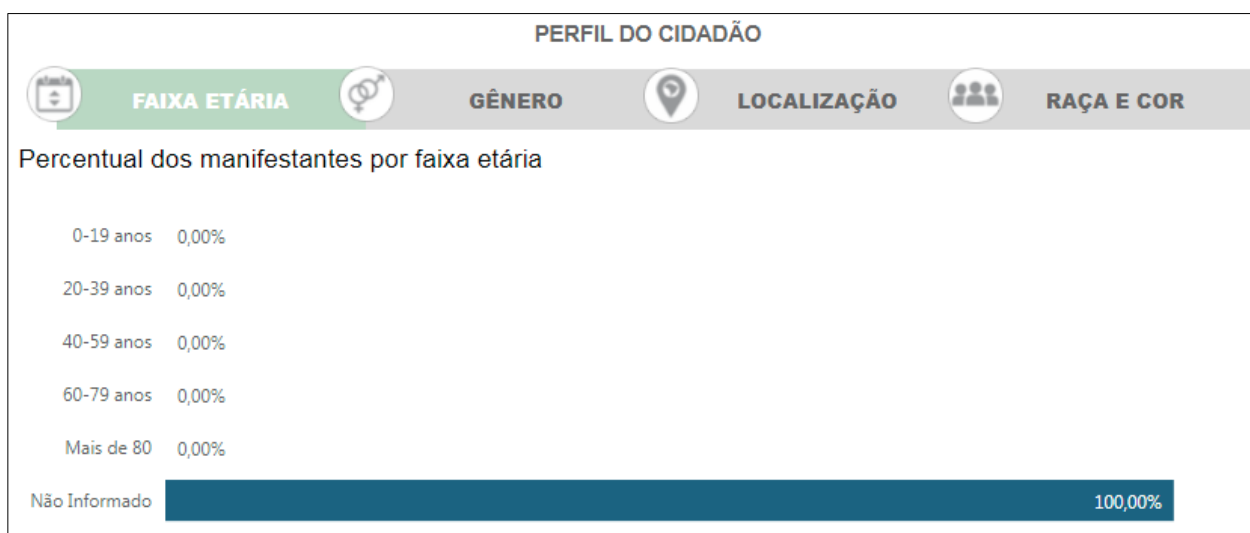 PERFIL DO CIDADÃO
FAIXA ETÁRIA GÊNERO LOCALIZAÇÃO RAÇA E COR
Percentual dos manifestantes por faixa etária
0-19 anos 0,00%
20-39 anos 0,00%
40-59 anos 0,00%
60-79 anos 0,00%
Mais de 80 0,00%
Não Informado 100,00%